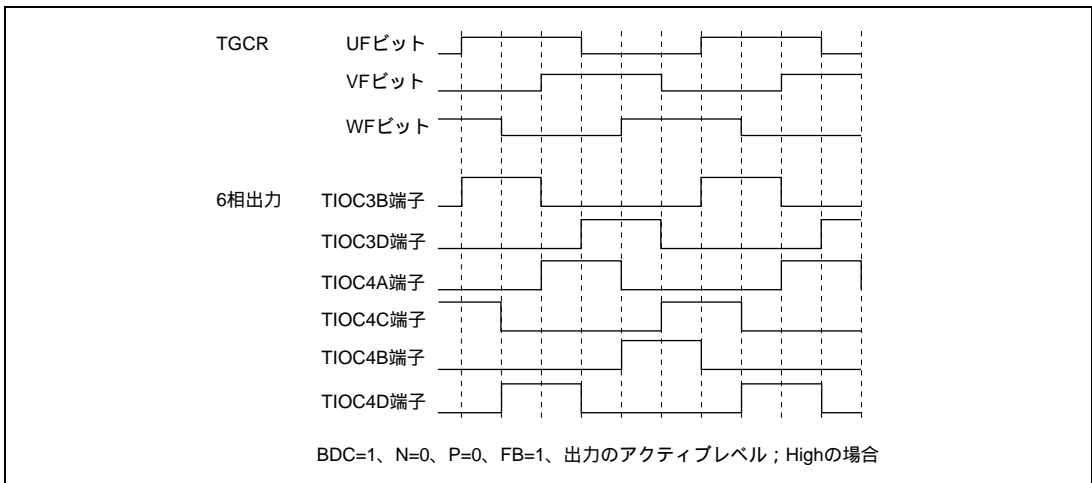 TGCR UFビット
VFビット
WFビット
6相出力 TIOC3B端子
TIOC3D端子
TIOC4A端子
TIOC4C端子
TIOC4B端子
TIOC4D端子
BDC=1、N=0、P=0、FB=1、出力のアクティブレベル；Highの場合